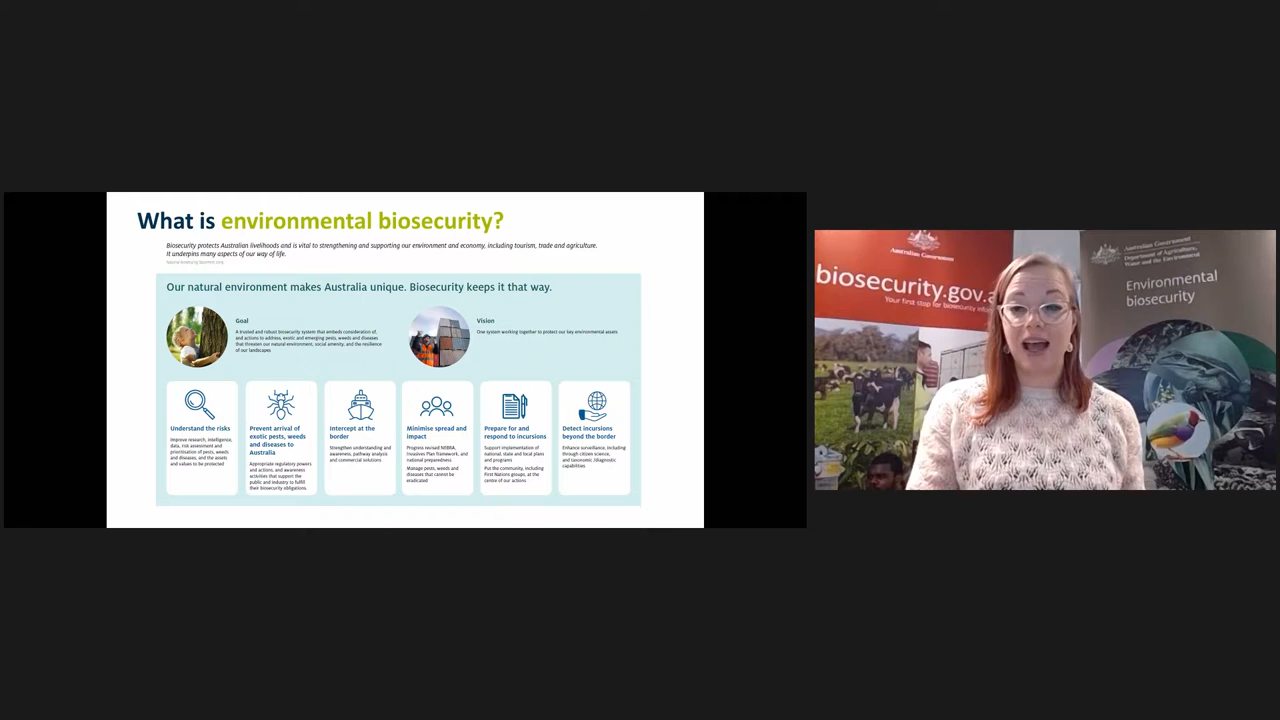 What is environmental biosecurity?
Biosecurity protects Australian livelihoods and is vital to strengthening and supporting our environment and economy, including tourism, trade and agriculture.
It underpins many aspects of our way of life.
Our natural environment makes Australia unique. Biosecurity keeps it that way.
Goal
A trusted and robust biosecurity system that embeds consideration of,
and actions to address, exotic and emerging pests, weeds and diseases
that threaten our natural environment, social amenity, and the resilience
of our landscapes
Vision
One system working together to protect our key environmental assets
Understand the risks
Improve research, intelligence,
data, risk assessment and
prioritisation of pests, weeds
and diseases, and the assets
and values to be protected
Prevent arrival of
exotic pests, weeds
and diseases to
Australia
Appropriate regulatory powers
and actions, and awareness
activities that support the
public and industry to fulfil
their biosecurity obligations
Intercept at the
border
Strengthen understanding and
awareness, pathway analysis
and commercial solutions
Minimise spread and
impact
Progress revised NEBRA,
Invasives Plan framework, and
national preparedness
Manage pests, weeds and
diseases that cannot be
eradicated
Prepare for and
respond to incursions
Support implementation of
national, state and local plans
and programs
Put the community, including
First Nations groups, at the
centre of our actions
Detect incursions
beyond the border
Enhance surveillance, including
through citizen science,
and taxonomic /diagnostic
capabilities
Australian Government
biosecurity.gov.a
Your first stop for biosecurity infor
Australian Government
Department of Agriculture,
Water and the Environment
Environmental
biosecurity